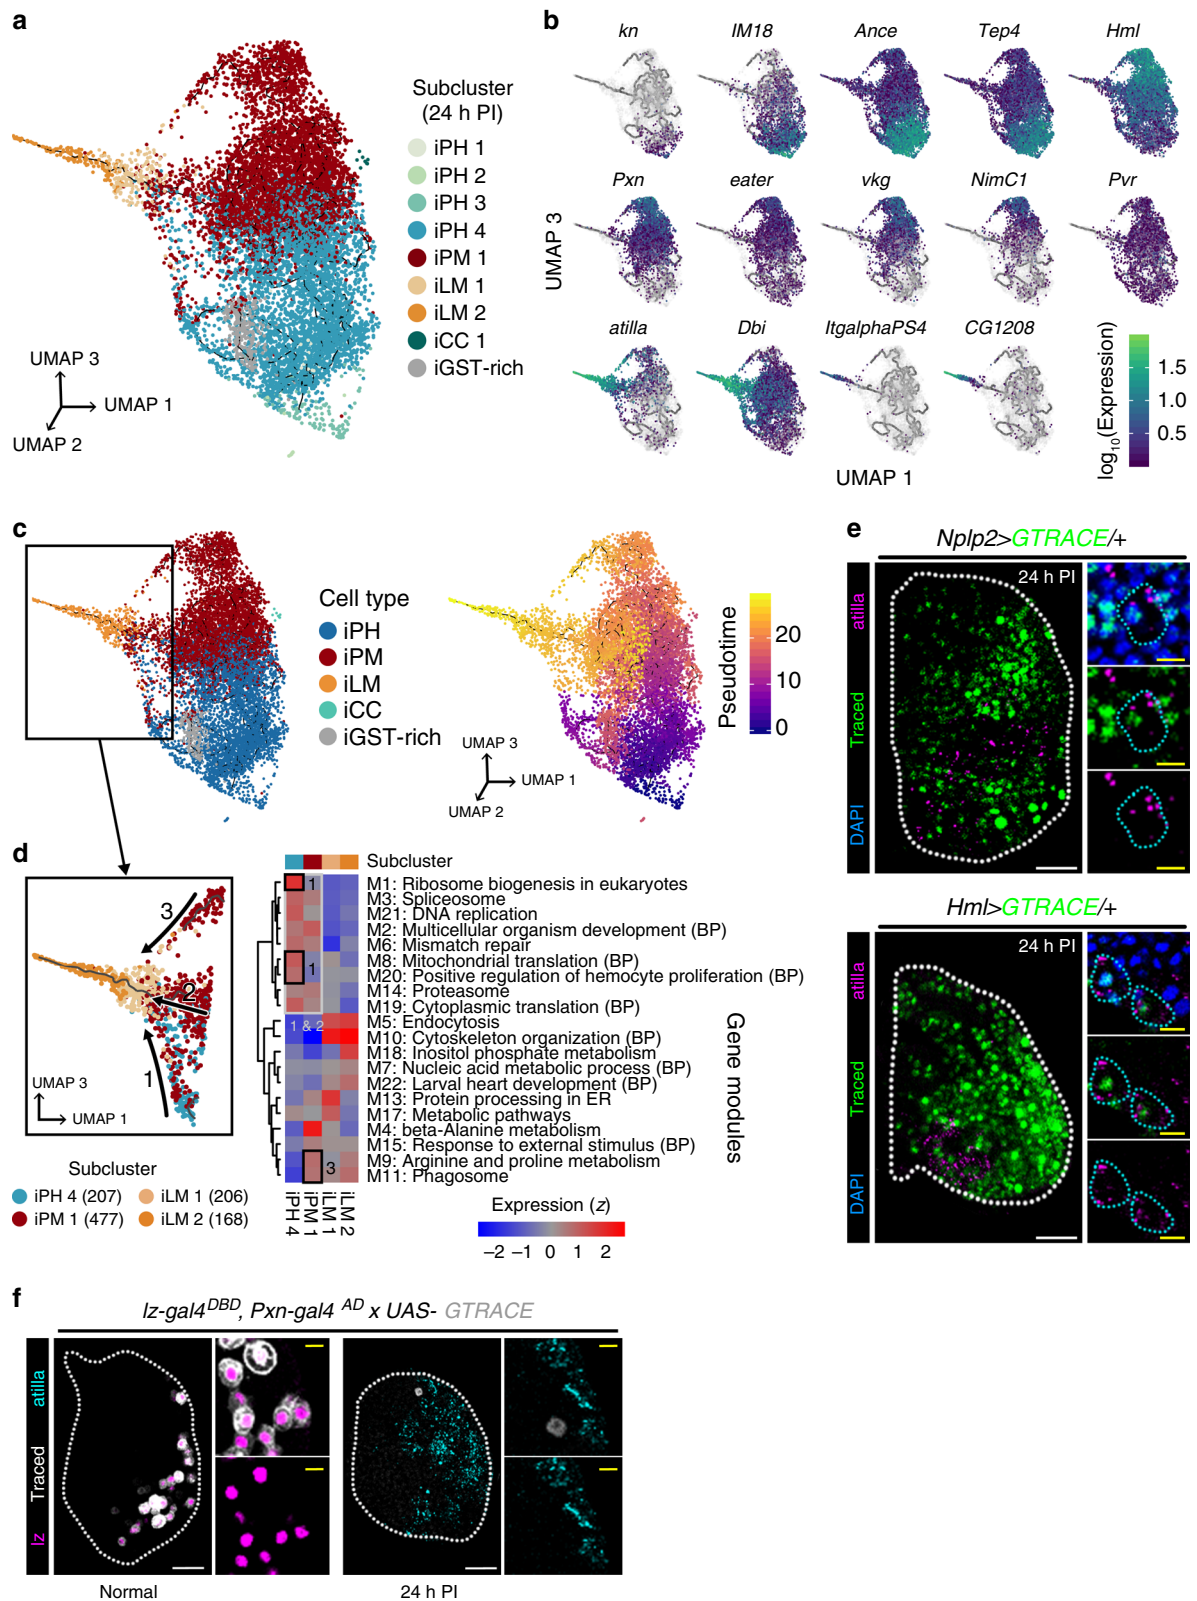 a
Subcluster
(24 h PI)
iPH 1
iPH 2
iPH 3
iPH 4
iPM 1
iLM 1
iLM 2
iCC 1
iGST-rich
UMAP 3
UMAP 1
UMAP 2
b
kn
IM18
Ance
Tep4
Hml
Pxn
eater
vkg
NimC1
Pvr
atilla
Dbi
ItgalphaPS4
CG1208
UMAP 3
UMAP 1
log10(Expression)
1.5
1.0
0.5
c
Cell type
iPH
iPM
iLM
iCC
iGST-rich
Pseudotime
20
10
0
UMAP 3
UMAP 1
UMAP 2
d
3
2
1
UMAP 3
UMAP 1
Subcluster
iPH 4 (207)
iLM 1 (206)
iPM 1 (477)
iLM 2 (168)
Subcluster
1
1
1 & 2
3
M1: Ribosome biogenesis in eukaryotes
M3: Spliceosome
M21: DNA replication
M2: Multicellular organism development (BP)
M6: Mismatch repair
M8: Mitochondrial translation (BP)
M20: Positive regulation of hemocyte proliferation (BP)
M14: Proteasome
M19: Cytoplasmic translation (BP)
M5: Endocytosis
M10: Cytoskeleton organization (BP)
M18: Inositol phosphate metabolism
M7: Nucleic acid metabolic process (BP)
M22: Larval heart development (BP)
M13: Protein processing in ER
M17: Metabolic pathways
M4: beta-Alanine metabolism
M15: Response to external stimulus (BP)
M9: Arginine and proline metabolism
M11: Phagosome
Gene modules
iPH 4
iPM 1
iLM 1
iLM 2
Expression (z)
−2 −1 0 1 2
e
Nplp2>GTRACE/+
24 h PI
atilla
Traced
DAPI
Hml>GTRACE/+
24 h PI
atilla
Traced
DAPI
f
lz-gal4DBD, Pxn-gal4 AD x UAS- GTRACE
atilla
Traced
lz
Normal
24 h PI